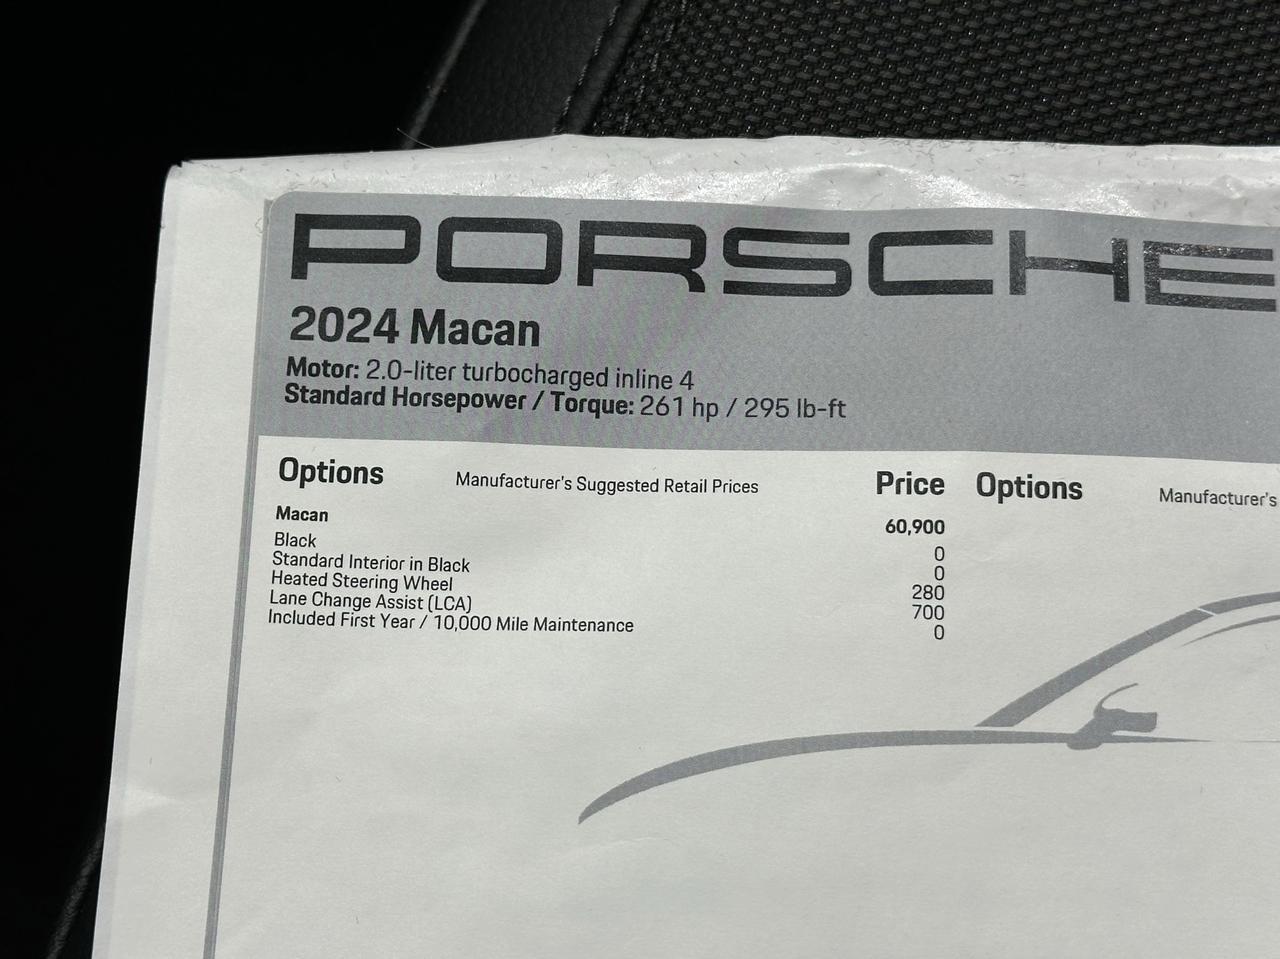 PORSCHE
2024 Macan
Motor: 2.0-liter turbocharged inline 4
Standard Horsepower / Torque: 261 hp / 295 lb-ft
Options Manufacturer's Suggested Retail Prices Price Options Manufacturer's
Macan 60,900
Black 0
Standard Interior in Black 0
Heated Steering Wheel 280
Lane Change Assist (LCA) 700
Included First Year / 10,000 Mile Maintenance 0